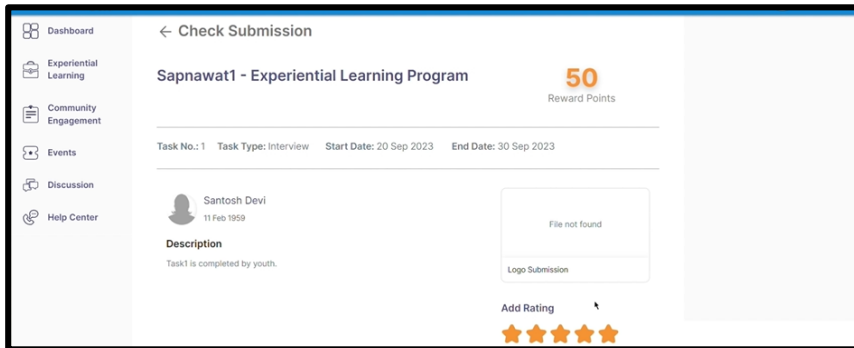 Dashboard
Experiential
Learning
Community
Engagement
Events
Discussion
Help Center
← Check Submission
Sapnawat1 - Experiential Learning Program
50
Reward Points
Task No.: 1 Task Type: Interview Start Date: 20 Sep 2023 End Date: 30 Sep 2023
Santosh Devi
11 Feb 1959
Description
Task1 is completed by youth.
File not found
Logo Submission
Add Rating